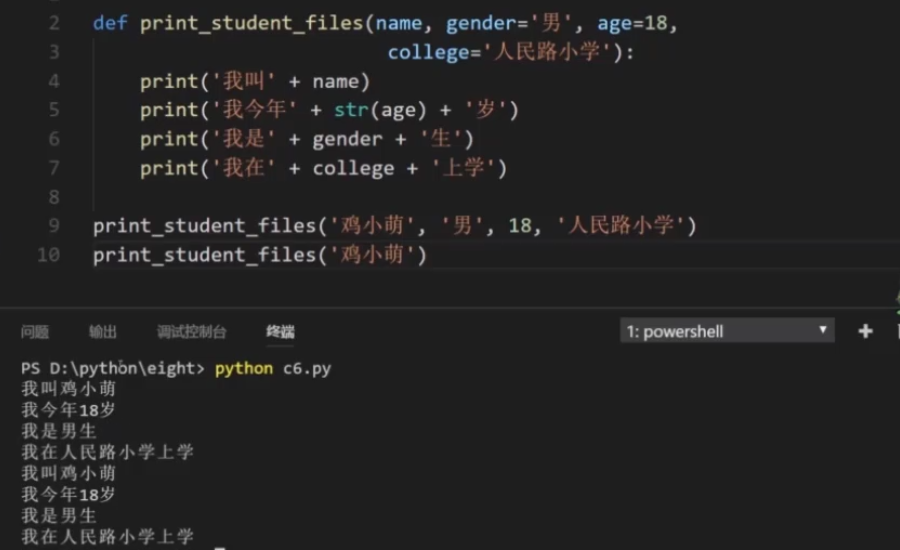 2 def print_student_files(name, gender='男', age=18,
3 college='人民路小学'):
4 print('我叫' + name)
5 print('我今年' + str(age) + '岁')
6 print('我是' + gender + '生')
7 print('我在' + college + '上学')
8
9 print_student_files('鸡小萌', '男', 18, '人民路小学')
10 print_student_files('鸡小萌')
问题 输出 调试控制台 终端 1: powershell
PS D:\python\eight> python c6.py
我叫鸡小萌
我今年18岁
我是男生
我在人民路小学上学
我叫鸡小萌
我今年18岁
我是男生
我在人民路小学上学